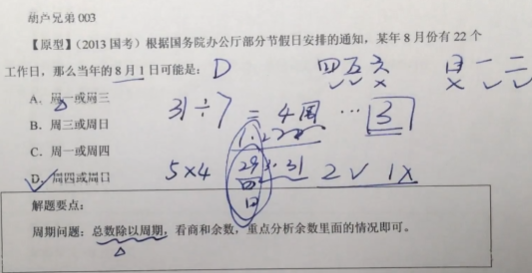 葫芦兄弟 003
【原型】(2013 国考) 根据国务院办公厅部分节假日安排的通知，某年 8 月份有 22 个
工作日，那么当年的 8 月 1 日可能是： D
四五六 日一二
A、周一或周三
31÷7 = 4周 … 3
B、周三或周日
C、周一或周四
D、周四或周日
5×4 29 31 2√ 1×
四
日
解题要点：
周期问题：总数除以周期，看商和余数，重点分析余数里面的情况即可。